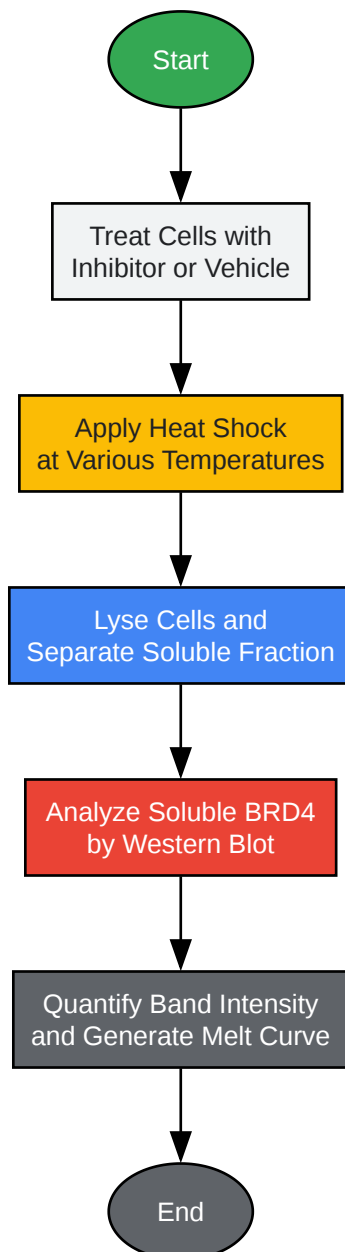 Start
Treat Cells with
Inhibitor or Vehicle
Apply Heat Shock
at Various Temperatures
Lyse Cells and
Separate Soluble Fraction
Analyze Soluble BRD4
by Western Blot
Quantify Band Intensity
and Generate Melt Curve
End